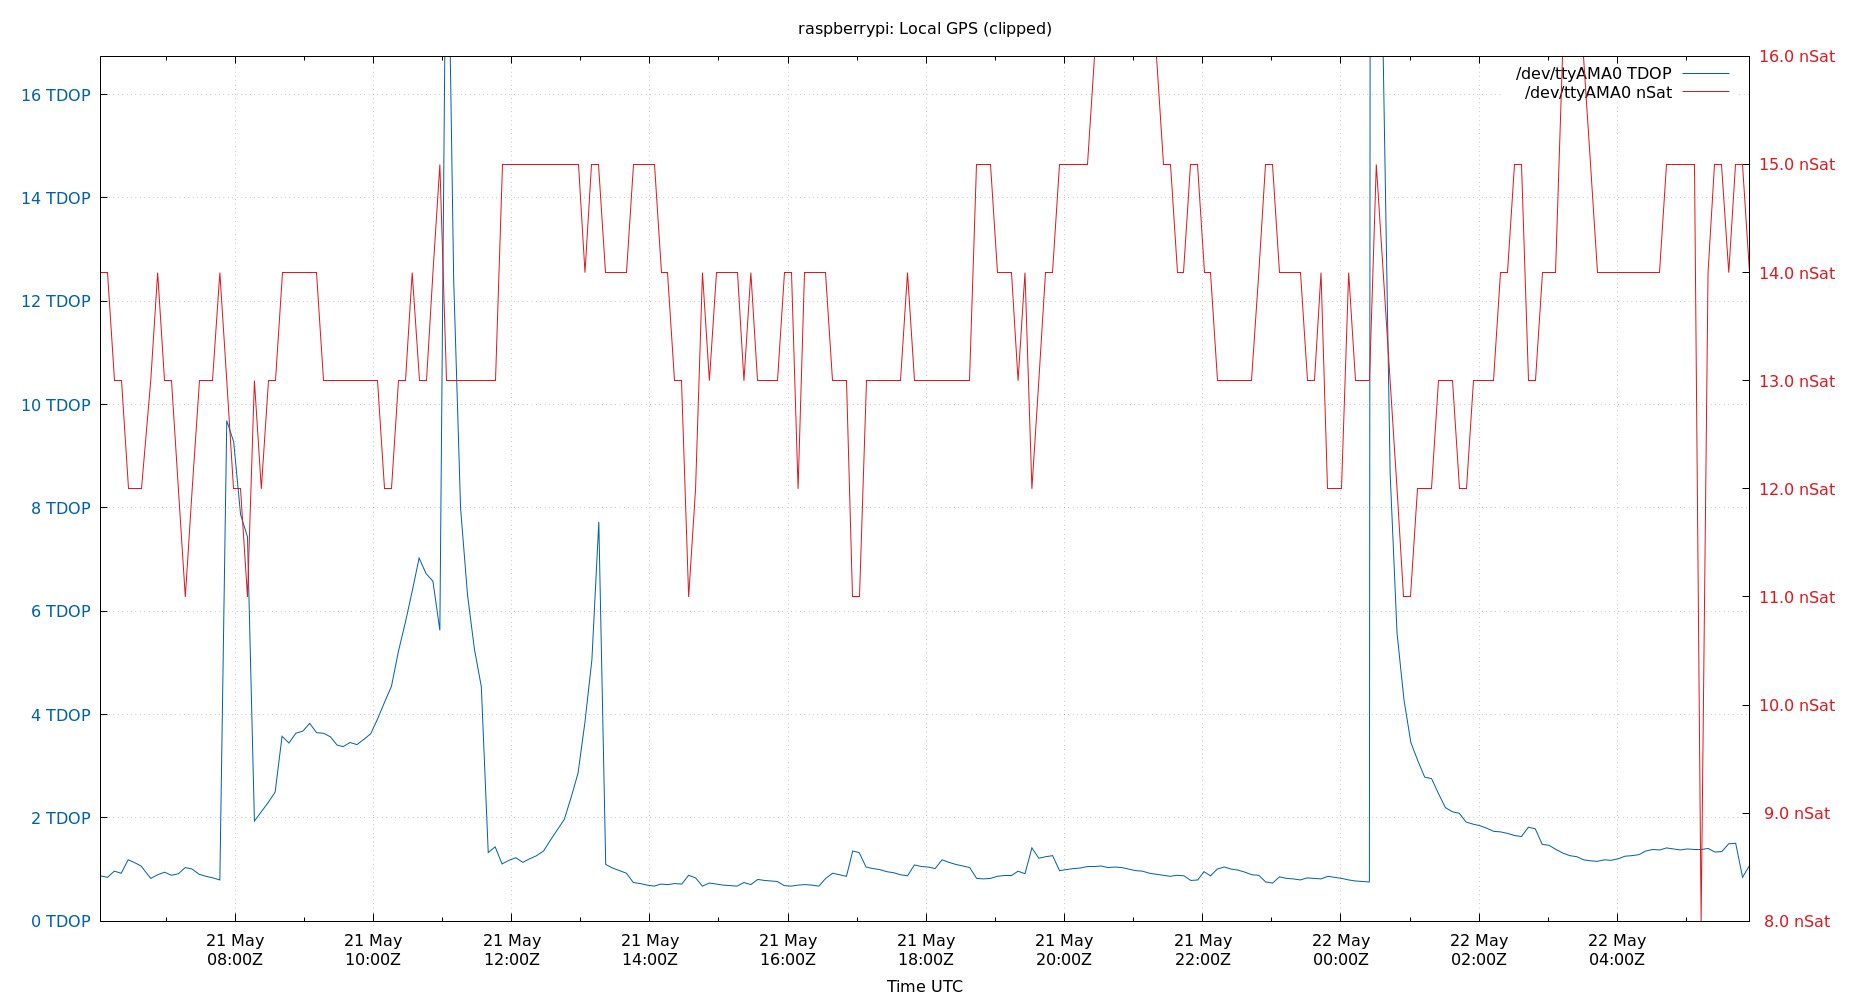 raspberrypi: Local GPS (clipped)
/dev/ttyAMA0 TDOP
/dev/ttyAMA0 nSat
16 TDOP
14 TDOP
12 TDOP
10 TDOP
8 TDOP
6 TDOP
4 TDOP
2 TDOP
0 TDOP
16.0 nSat
15.0 nSat
14.0 nSat
13.0 nSat
12.0 nSat
11.0 nSat
10.0 nSat
9.0 nSat
8.0 nSat
21 May
08:00Z
21 May
10:00Z
21 May
12:00Z
21 May
14:00Z
21 May
16:00Z
21 May
18:00Z
21 May
20:00Z
21 May
22:00Z
22 May
00:00Z
22 May
02:00Z
22 May
04:00Z
Time UTC